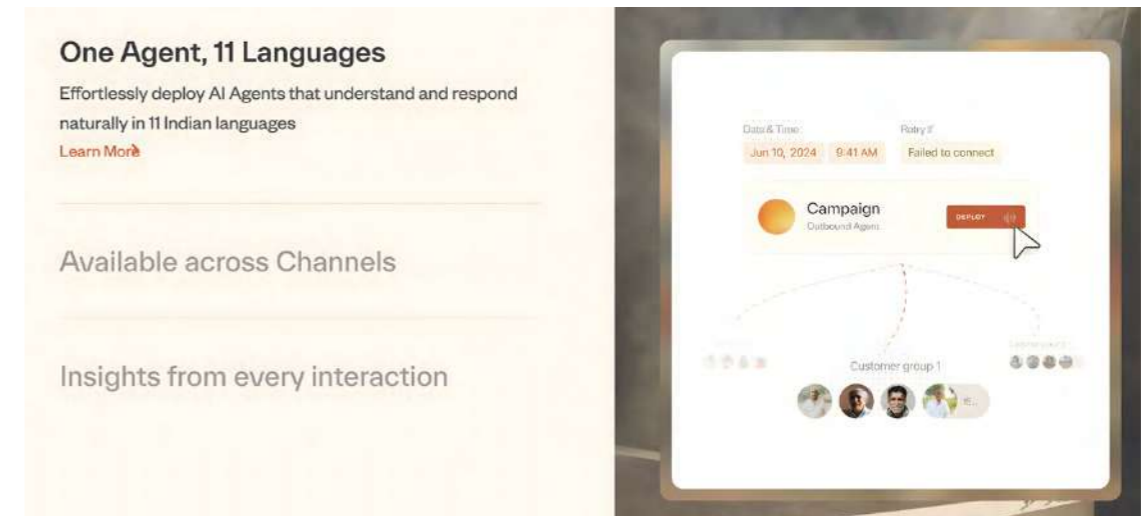 One Agent, 11 Languages
Effortlessly deploy AI Agents that understand and respond
naturally in 11 Indian languages
Learn More
Available across Channels
Insights from every interaction
Date & Time:
Retry if
Jun 10, 2024
9:41 AM
Failed to connect
Campaign
Outbound Agent
DEPLOY
Customer group 1